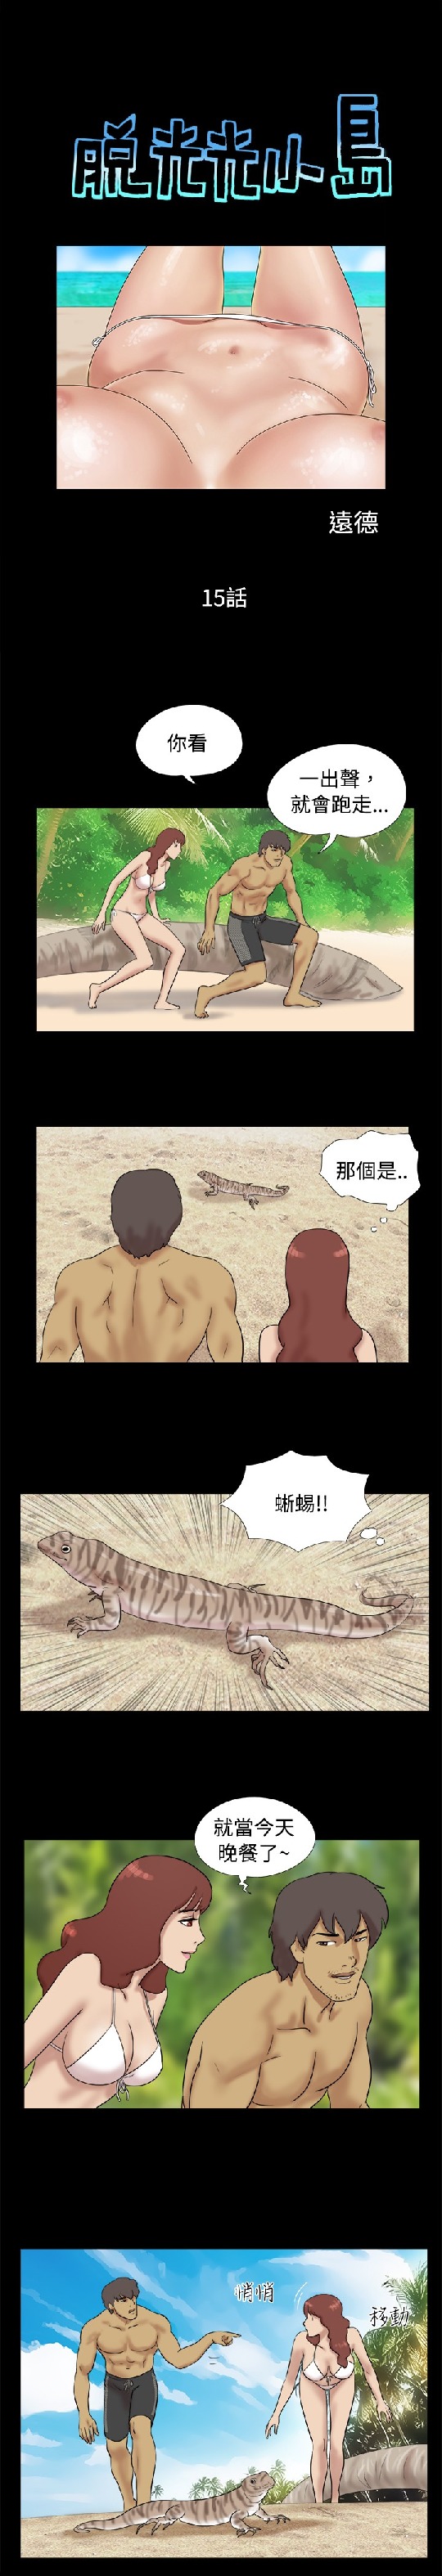 脫光光小島
遠德
15話
你看
一出聲，
就會跑走...
那個是..
蜥蜴!!
就當今天
晚餐了~
悄悄
移動